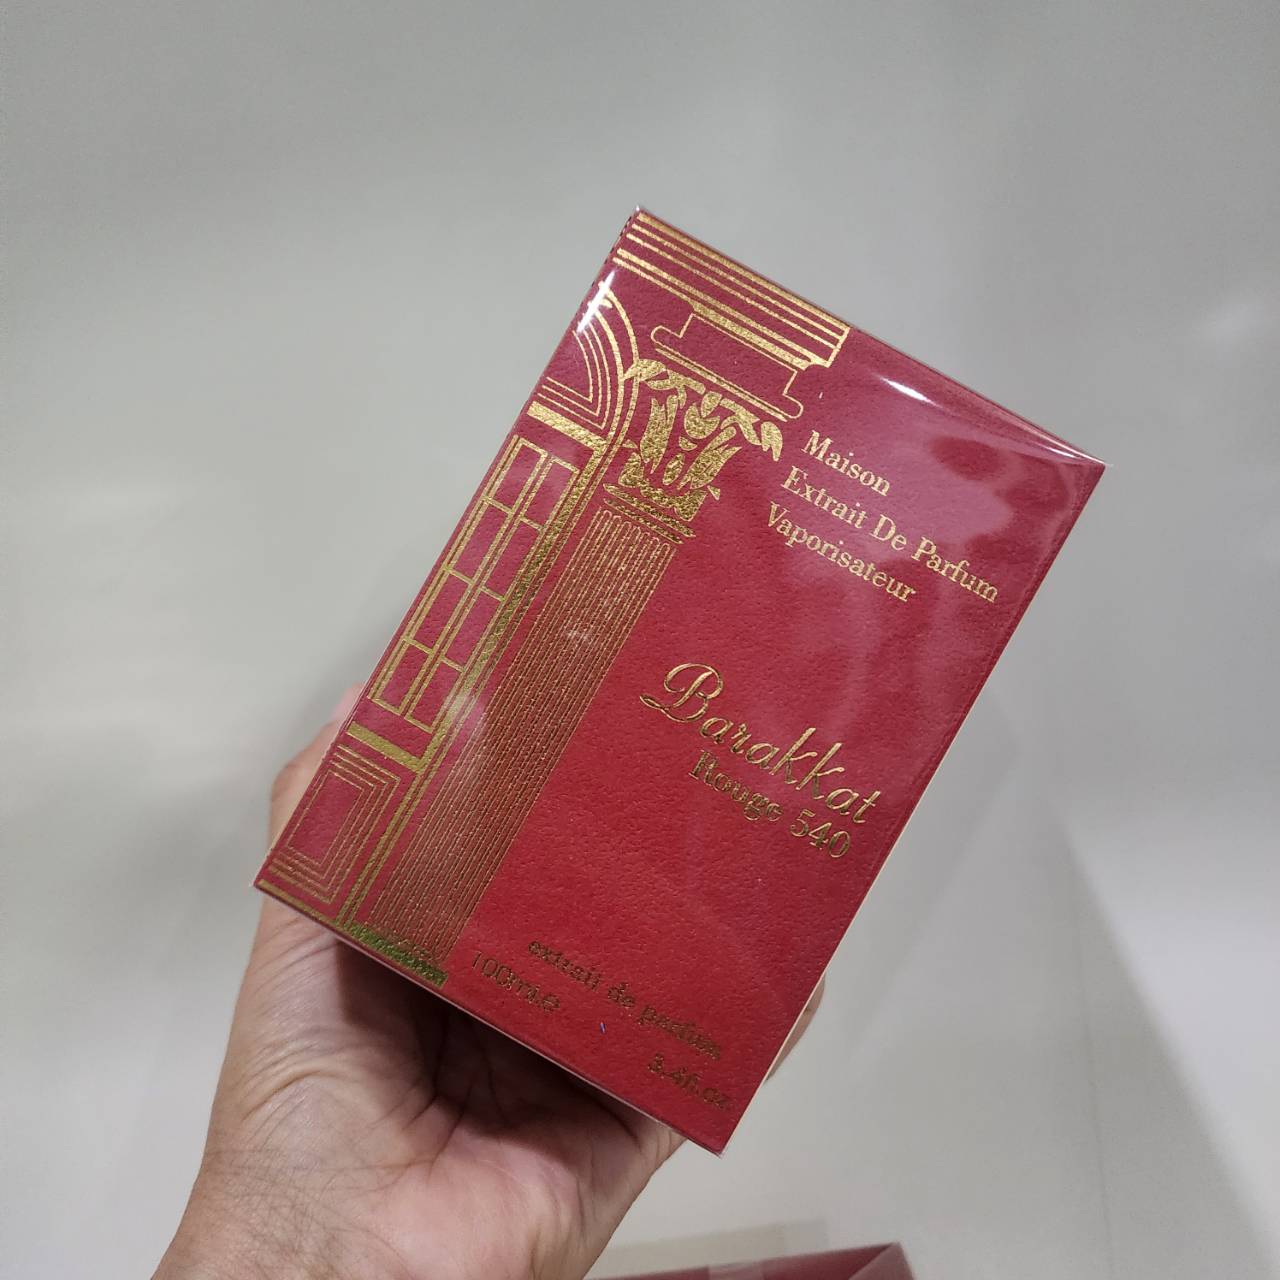 Maison
Extrait De Parfum
Vaporisateur
Barakkat
Rouge 540
extrait de parfum
100ml.e 3.4fl.oz